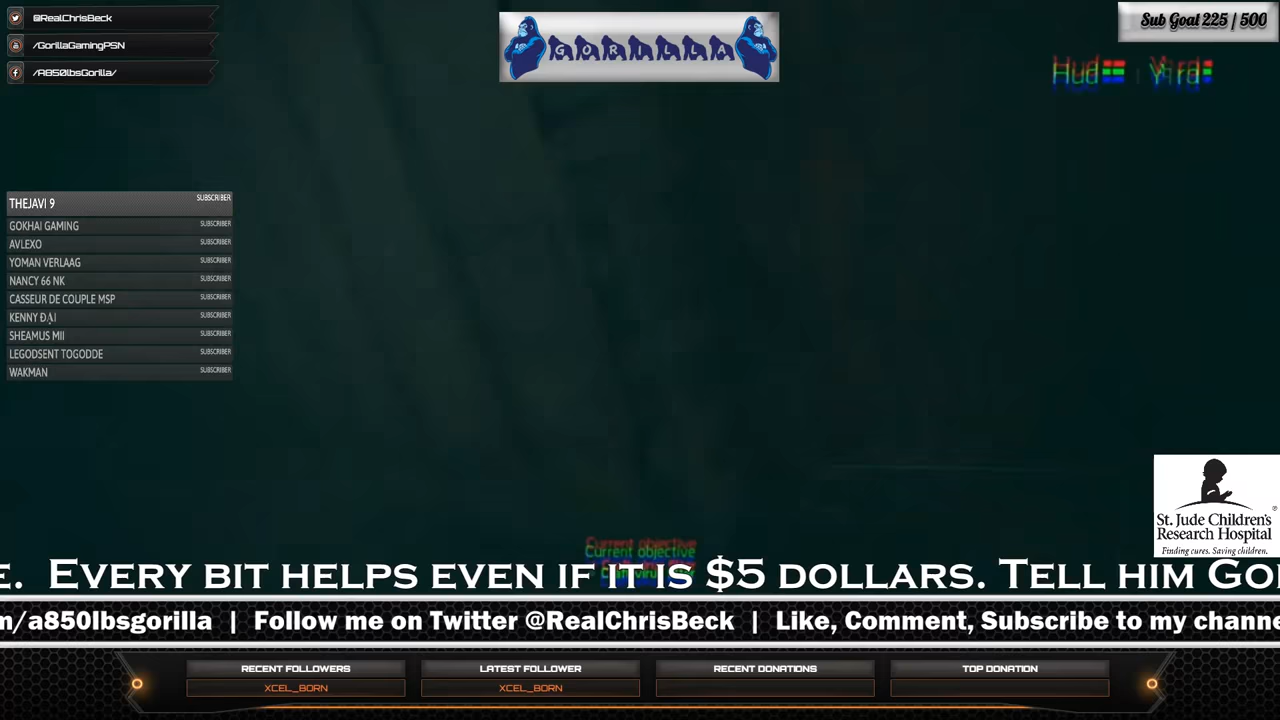 @RealChrisBeck
/GorillaGamingPSN
/A850lbsGorilla/
GORILLA
Sub Goal 225 / 500
THEJAVI 9 SUBSCRIBER
GOKHAI GAMING SUBSCRIBER
AVLEXO SUBSCRIBER
YOMAN VERLAAG SUBSCRIBER
NANCY 66 NK SUBSCRIBER
CASSEUR DE COUPLE MSP SUBSCRIBER
KENNY ĐẠI SUBSCRIBER
SHEAMUS MII SUBSCRIBER
LEGODSENT TOGODDE SUBSCRIBER
WAKMAN SUBSCRIBER
St. Jude Children's
Research Hospital
Finding cures. Saving children.
Current objective
E. EVERY BIT HELPS EVEN IF IT IS $5 DOLLARS. TELL HIM GO
m/a850lbsgorilla | Follow me on Twitter @RealChrisBeck | Like, Comment, Subscribe to my channe
RECENT FOLLOWERS LATEST FOLLOWER RECENT DONATIONS TOP DONATION
XCEL_BORN XCEL_BORN